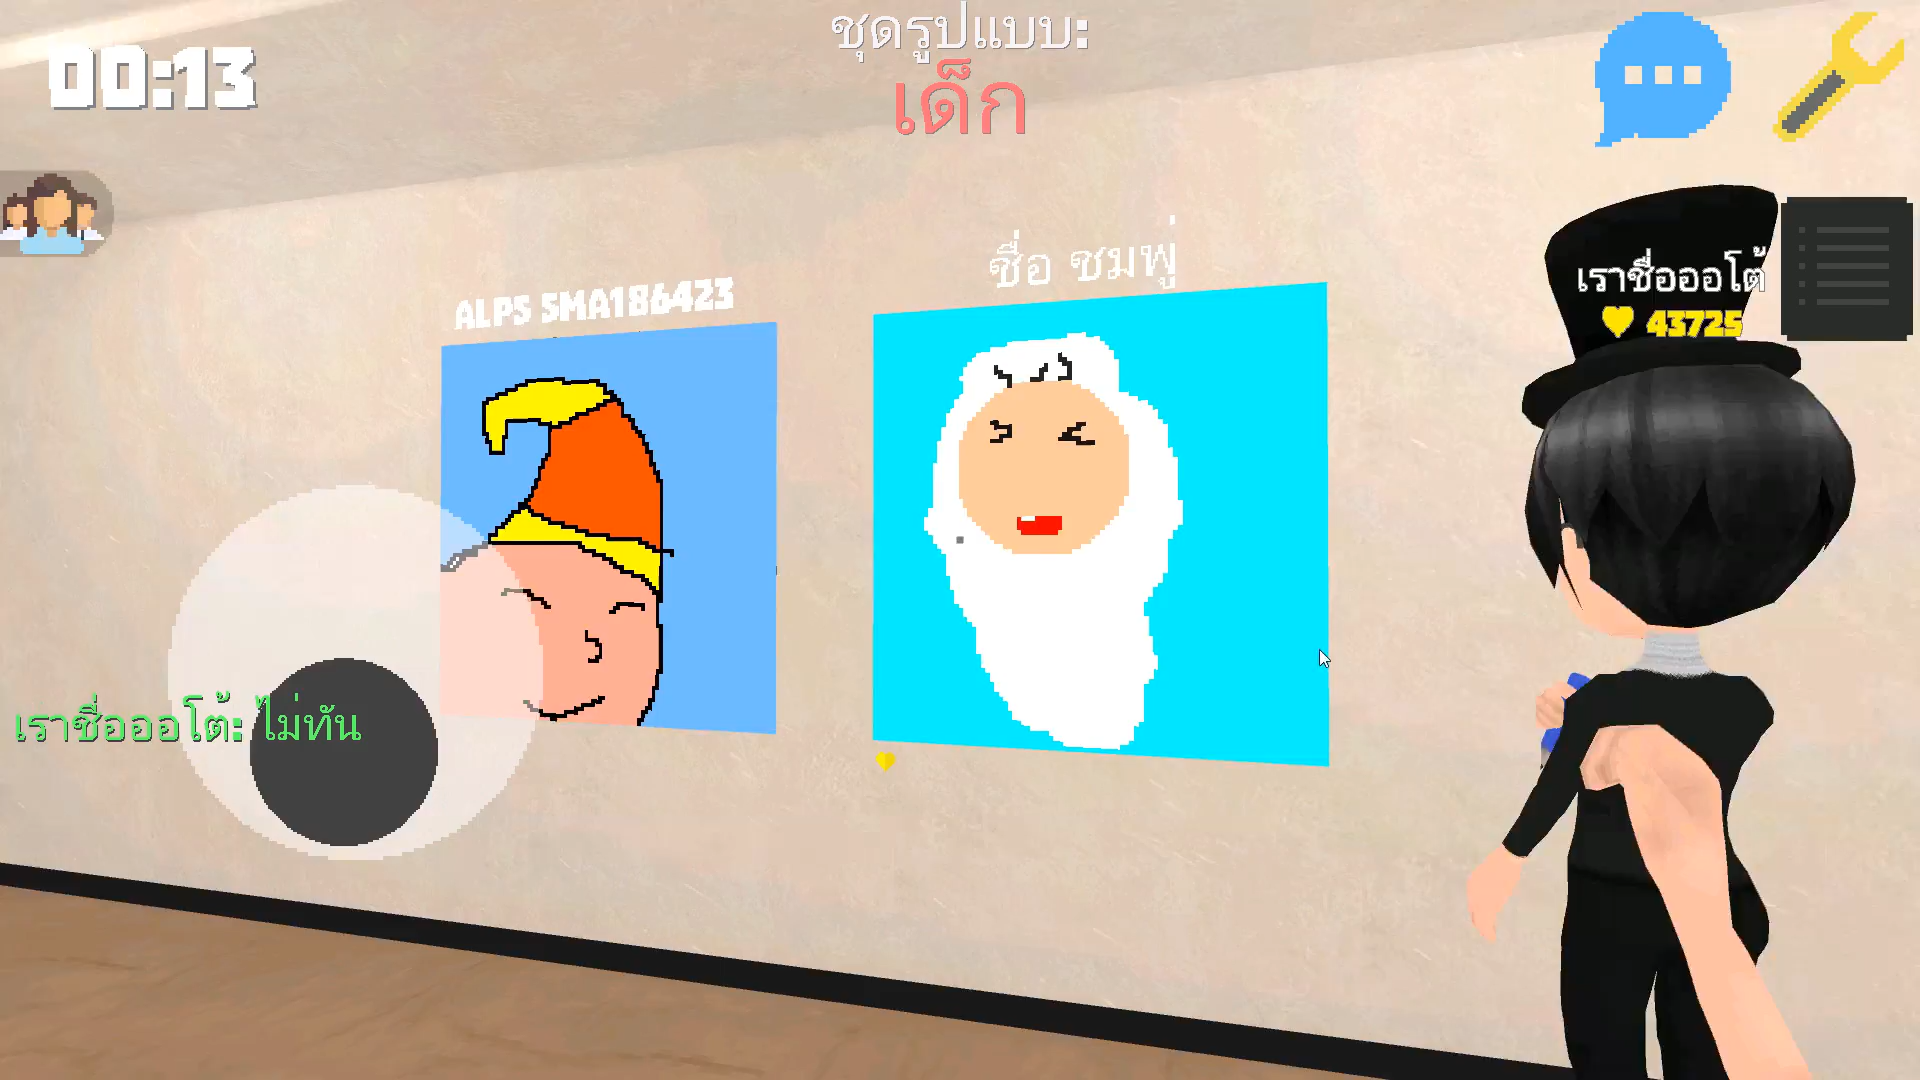 ชุดรูปแบบ:
เด็ก
00:13
ALPS SMA186423
ชื่อ ชมพู่
เราชื่อออโต้
43725
เราชื่อออโต้: ไม่ทัน